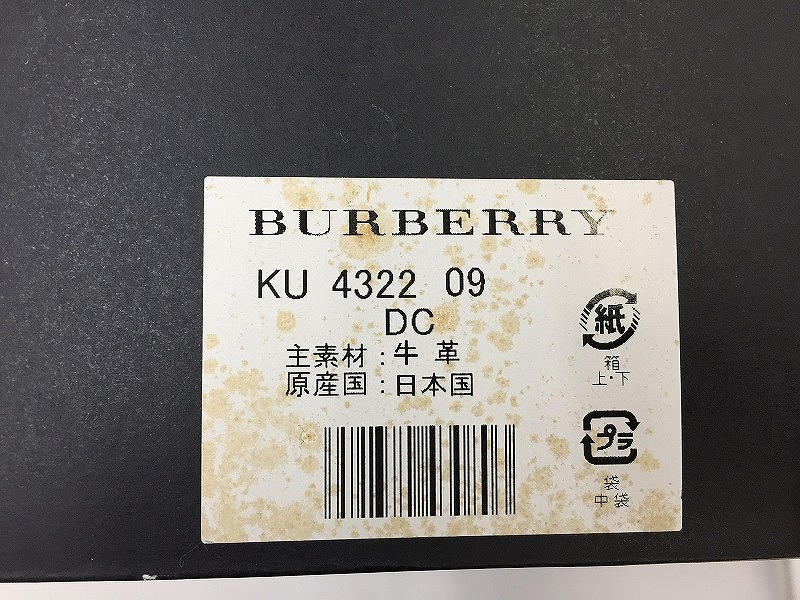 BURBERRY
KU 4322 09
DC
主素材：牛 革
原産国：日本国
紙
箱
上・下
プラ
袋
中袋